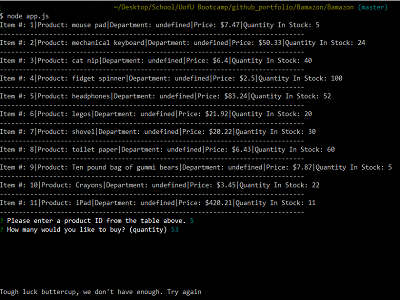 ~/Desktop/School/UofU Bootcamp/github_portfolio/Bamazon/Bamazon (master)
$ node app.js
Item #: 1|Product: mouse pad|Department: undefined|Price: $7.47|Quantity In Stock: 5
Item #: 2|Product: mechanical keyboard|Department: undefined|Price: $50.33|Quantity In Stock: 24
Item #: 3|Product: cat nip|Department: undefined|Price: $6.4|Quantity In Stock: 40
Item #: 4|Product: fidget spinner|Department: undefined|Price: $2.5|Quantity In Stock: 100
Item #: 5|Product: headphones|Department: undefined|Price: $83.24|Quantity In Stock: 52
Item #: 6|Product: legos|Department: undefined|Price: $21.92|Quantity In Stock: 20
Item #: 7|Product: shovel|Department: undefined|Price: $20.22|Quantity In Stock: 30
Item #: 8|Product: toilet paper|Department: undefined|Price: $6.43|Quantity In Stock: 60
Item #: 9|Product: Ten pound bag of gummi bears|Department: undefined|Price: $7.87|Quantity In Stock: 5
Item #: 10|Product: Crayons|Department: undefined|Price: $3.45|Quantity In Stock: 22
Item #: 11|Product: iPad|Department: undefined|Price: $420.21|Quantity In Stock: 11
? Please enter a product ID from the table above. 5
? How many would you like to buy? (quantity) 53
Tough luck buttercup, we don't have enough. Try again